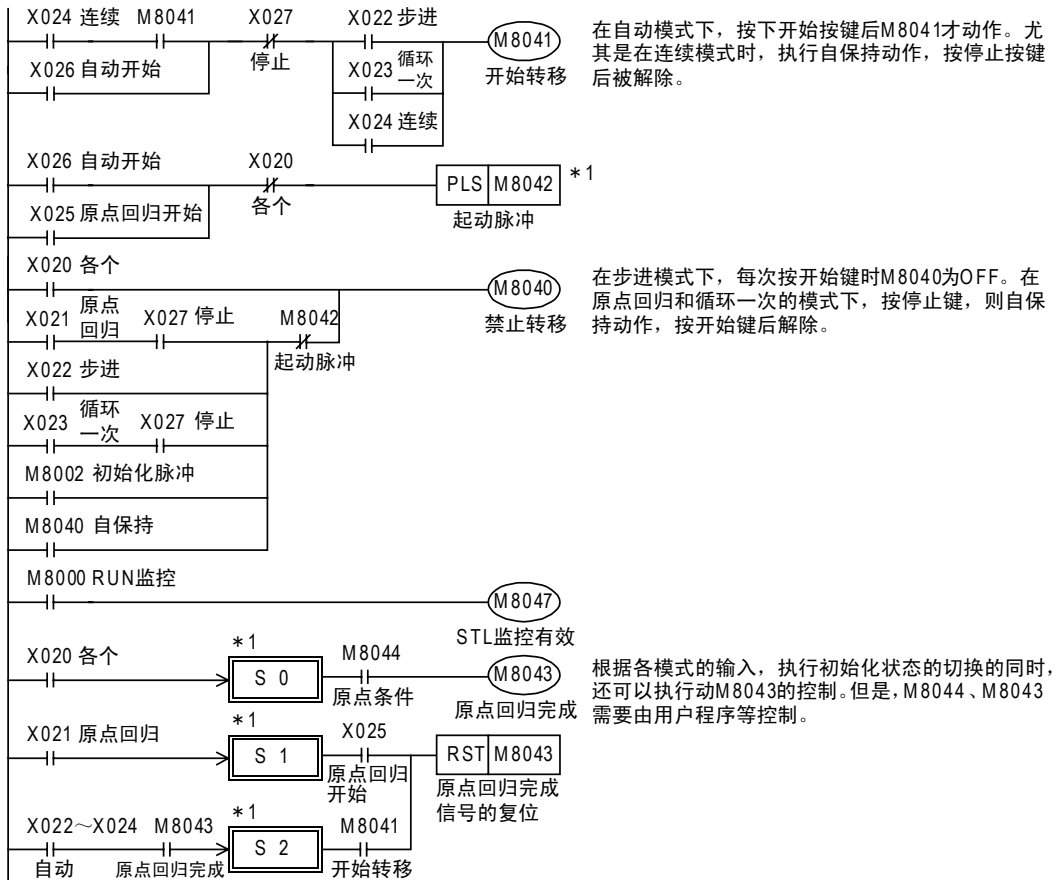 X024 连续 M8041 X027 X022 步进
M8041
停止 X023 循环
一次
开始转移
X026 自动开始
X024 连续
在自动模式下，按下开始按键后M8041才动作。尤
其是在连续模式时，执行自保持动作，按停止按键
后被解除。
X026 自动开始 X020
PLS M8042 *1
各个
起动脉冲
X025 原点回归开始
X020 各个
M8040
禁止转移
X021 原点
回归 X027 停止 M8042
起动脉冲
X022 步进
X023 循环
一次 X027 停止
M8002 初始化脉冲
M8040 自保持
在步进模式下，每次按开始键时M8040为OFF。在
原点回归和循环一次的模式下，按停止键，则自保
持动作，按开始键后解除。
M8000 RUN监控
M8047
STL监控有效
*1
X020 各个 S 0 M8044 M8043
原点条件 原点回归完成
根据各模式的输入，执行初始化状态的切换的同时，
还可以执行动M8043的控制。但是，M8044、M8043
需要由用户程序等控制。
*1
X021 原点回归 S 1 X025 RST M8043
原点回归
开始
原点回归完成
信号的复位
*1
X022～X024 M8043 S 2 M8041
自动 原点回归完成 开始转移